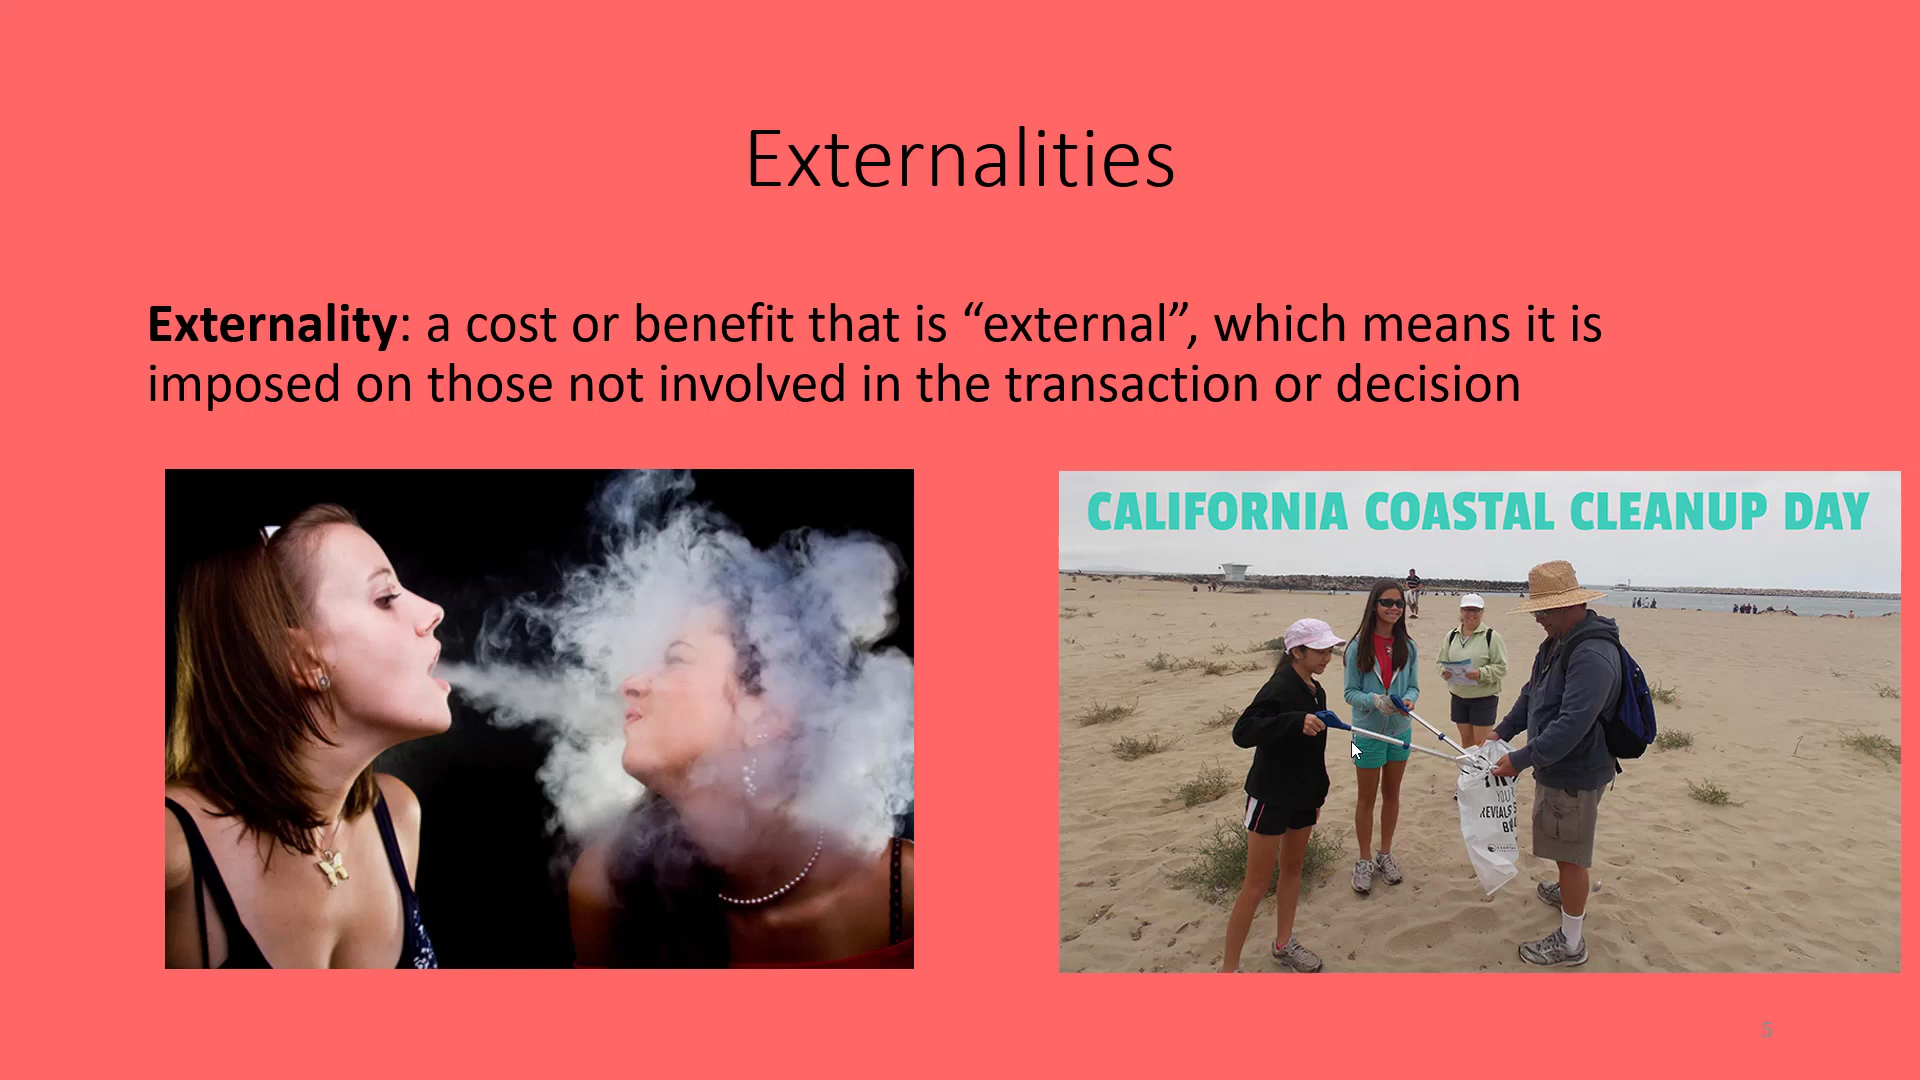 Externalities
Externality: a cost or benefit that is “external”, which means it is
imposed on those not involved in the transaction or decision
CALIFORNIA COASTAL CLEANUP DAY
REVEALS
5